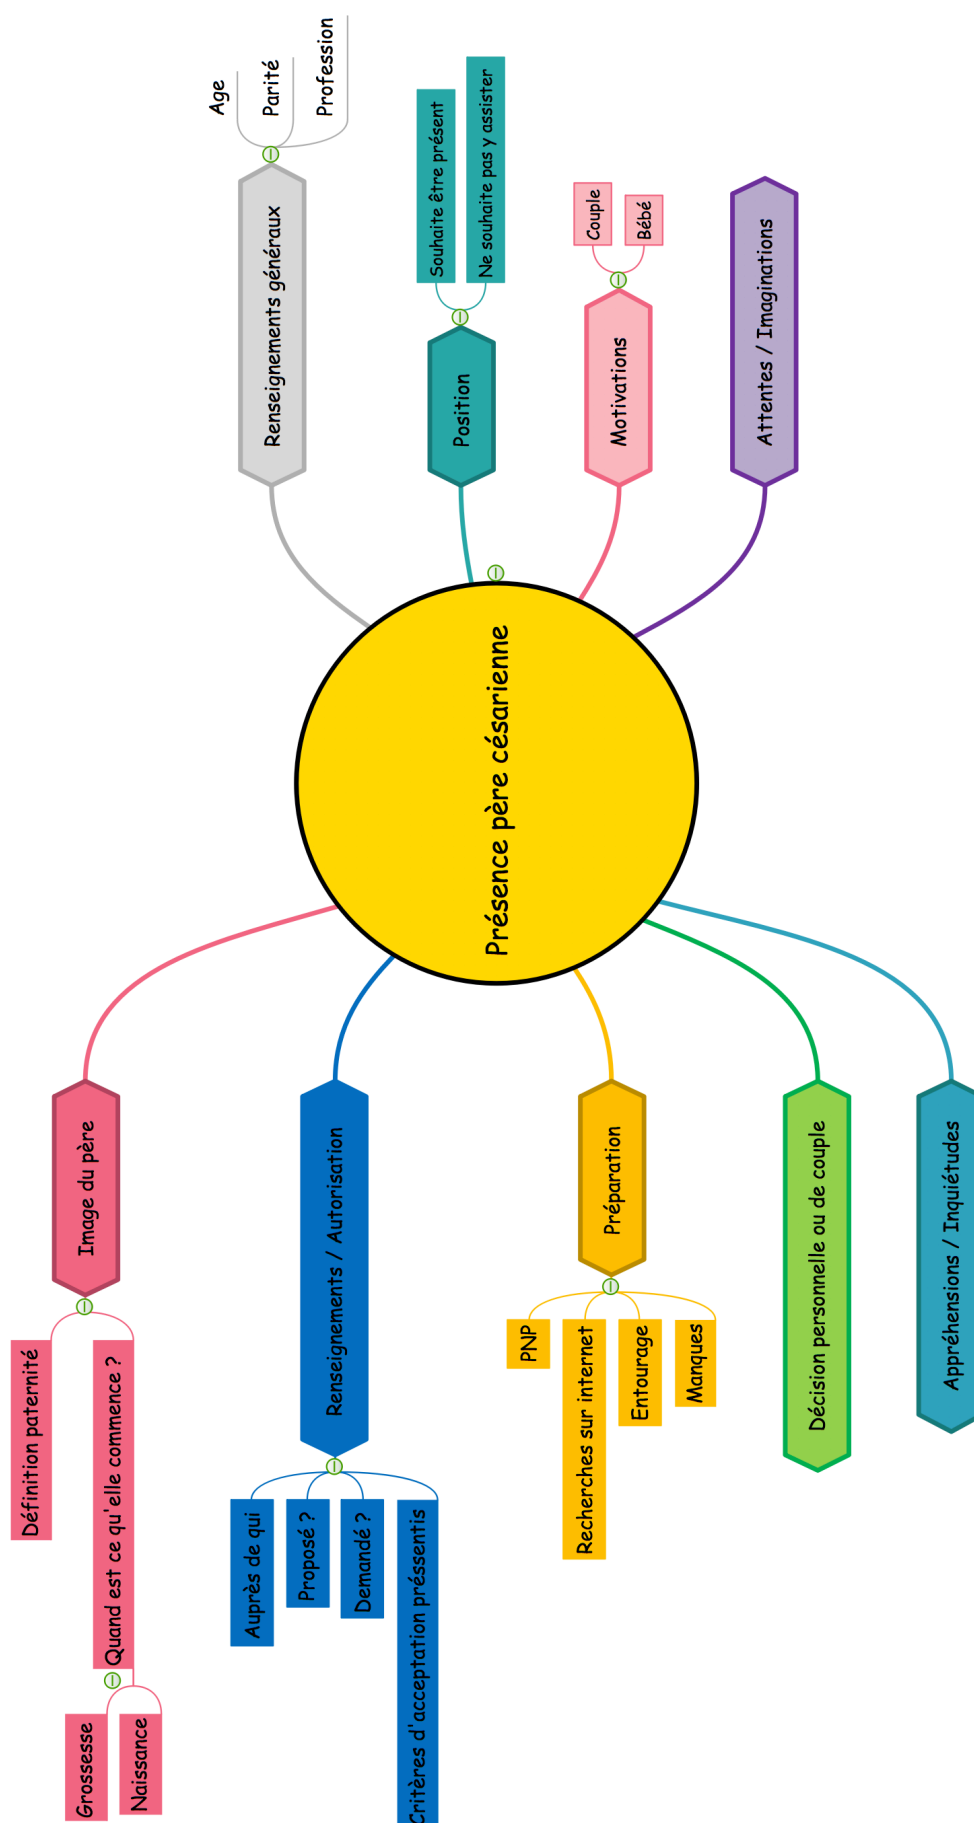 Présence père césarienne
Renseignements généraux
Age
Parité
Profession
Position
Souhaite être présent
Ne souhaite pas y assister
Motivations
Couple
Bébé
Attentes / Imaginations
Image du père
Définition paternité
Quand est ce qu'elle commence ?
Grossesse
Naissance
Renseignements / Autorisation
Auprès de qui
Proposé ?
Demandé ?
Critères d'acceptation préssentis
Préparation
PNP
Recherches sur internet
Entourage
Manques
Décision personnelle ou de couple
Appréhensions / Inquiétudes